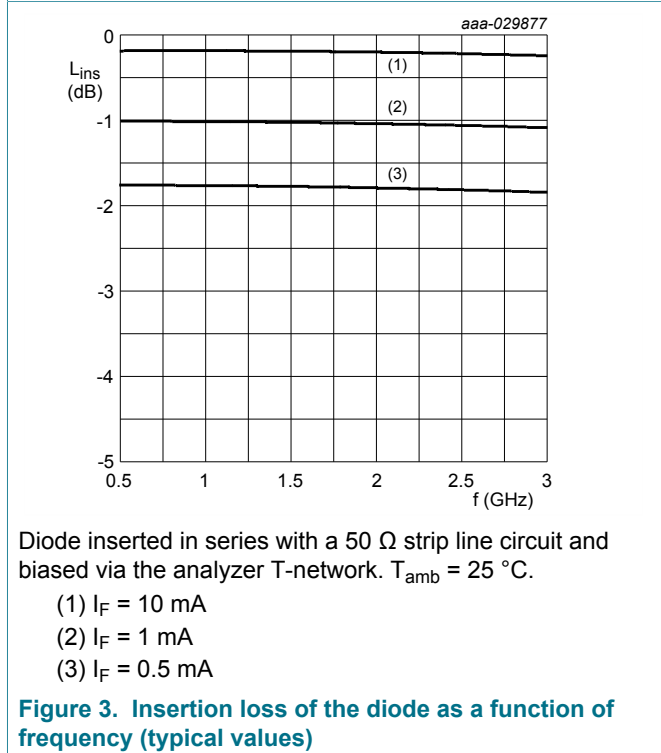 aaa-029877
0
L_ins
(dB)
-1
-2
-3
-4
-5
(1)
(2)
(3)
0.5 1 1.5 2 2.5 3
f (GHz)
Diode inserted in series with a 50 Ω strip line circuit and
biased via the analyzer T-network. T_amb = 25 °C.
(1) I_F = 10 mA
(2) I_F = 1 mA
(3) I_F = 0.5 mA
Figure 3. Insertion loss of the diode as a function of
frequency (typical values)